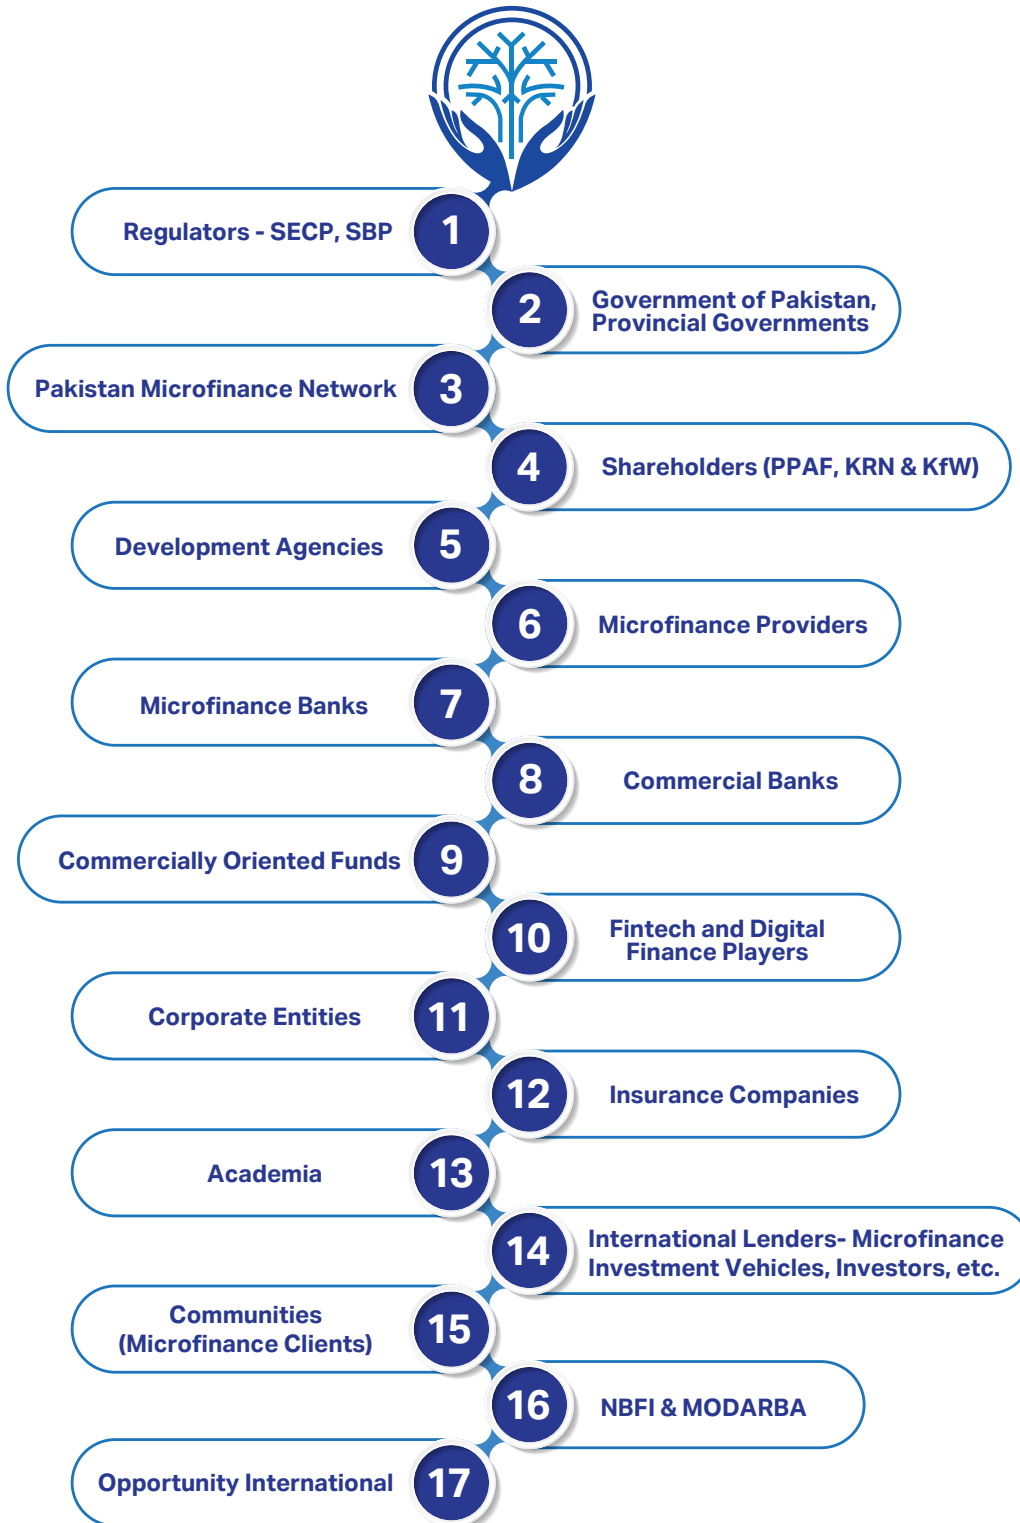 1
Regulators - SECP, SBP
2
Government of Pakistan,
Provincial Governments
3
Pakistan Microfinance Network
4
Shareholders (PPAF, KRN & KfW)
5
Development Agencies
6
Microfinance Providers
7
Microfinance Banks
8
Commercial Banks
9
Commercially Oriented Funds
10
Fintech and Digital
Finance Players
11
Corporate Entities
12
Insurance Companies
13
Academia
14
International Lenders- Microfinance
Investment Vehicles, Investors, etc.
15
Communities
(Microfinance Clients)
16
NBFI & MODARBA
17
Opportunity International